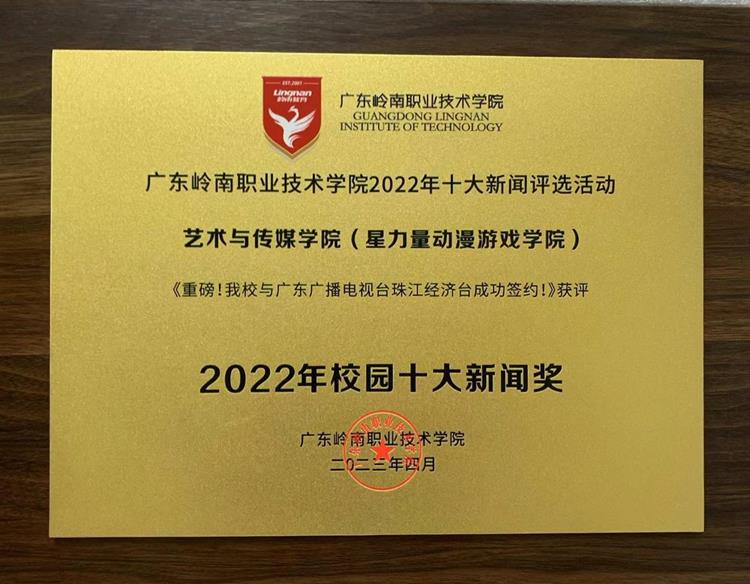 EST.2001
Lingnan
岭南教育
广东岭南职业技术学院
GUANGDONG LINGNAN
INSTITUTE OF TECHNOLOGY
广东岭南职业技术学院2022年十大新闻评选活动
艺术与传媒学院（星力量动漫游戏学院）
《重磅！我校与广东广播电视台珠江经济台成功签约！》获评
2022年校园十大新闻奖
广东岭南职业技术学院
二〇二三年四月